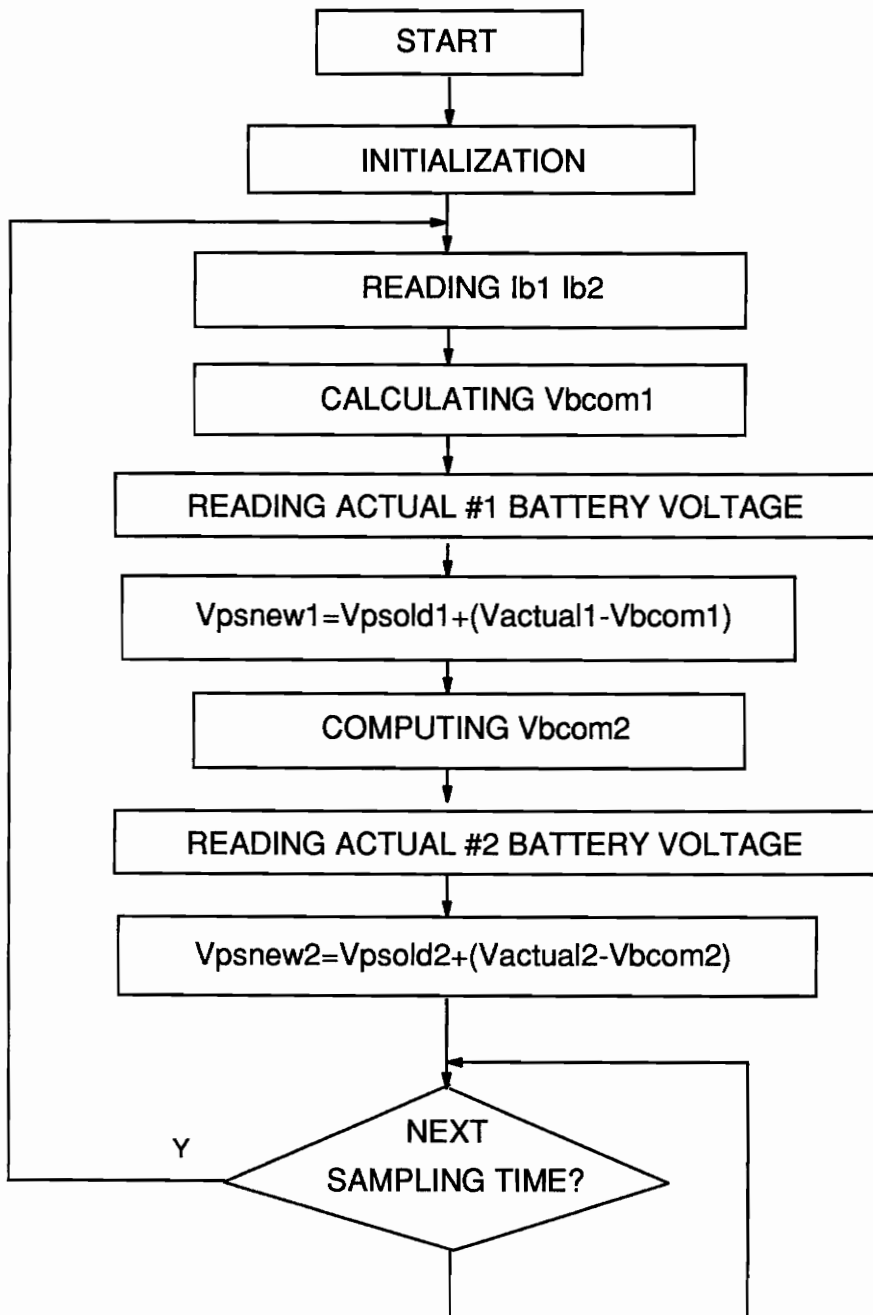 START
INITIALIZATION
READING Ib1 Ib2
CALCULATING Vbcom1
READING ACTUAL #1 BATTERY VOLTAGE
Vpsnew1=Vpsold1+(Vactual1-Vbcom1)
COMPUTING Vbcom2
READING ACTUAL #2 BATTERY VOLTAGE
Vpsnew2=Vpsold2+(Vactual2-Vbcom2)
Y
NEXT
SAMPLING TIME?